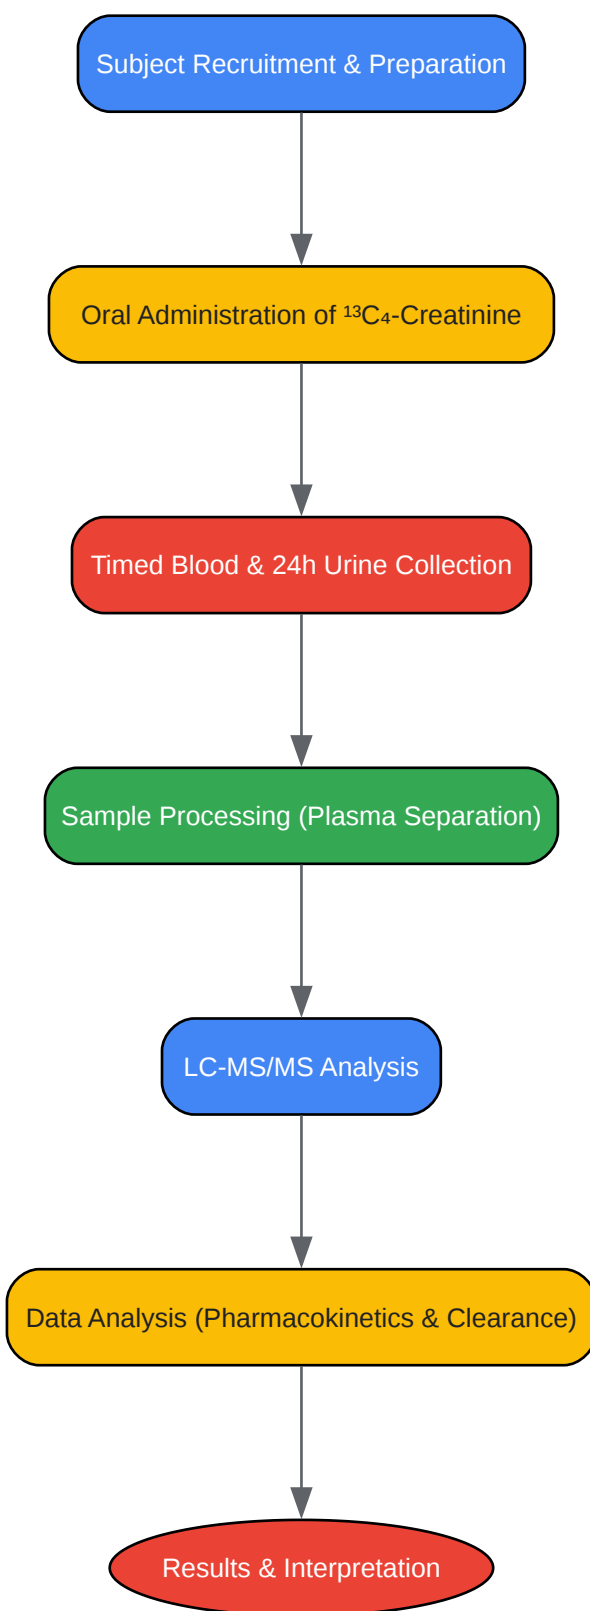 Subject Recruitment & Preparation
Oral Administration of ¹³C₄-Creatinine
Timed Blood & 24h Urine Collection
Sample Processing (Plasma Separation)
LC-MS/MS Analysis
Data Analysis (Pharmacokinetics & Clearance)
Results & Interpretation